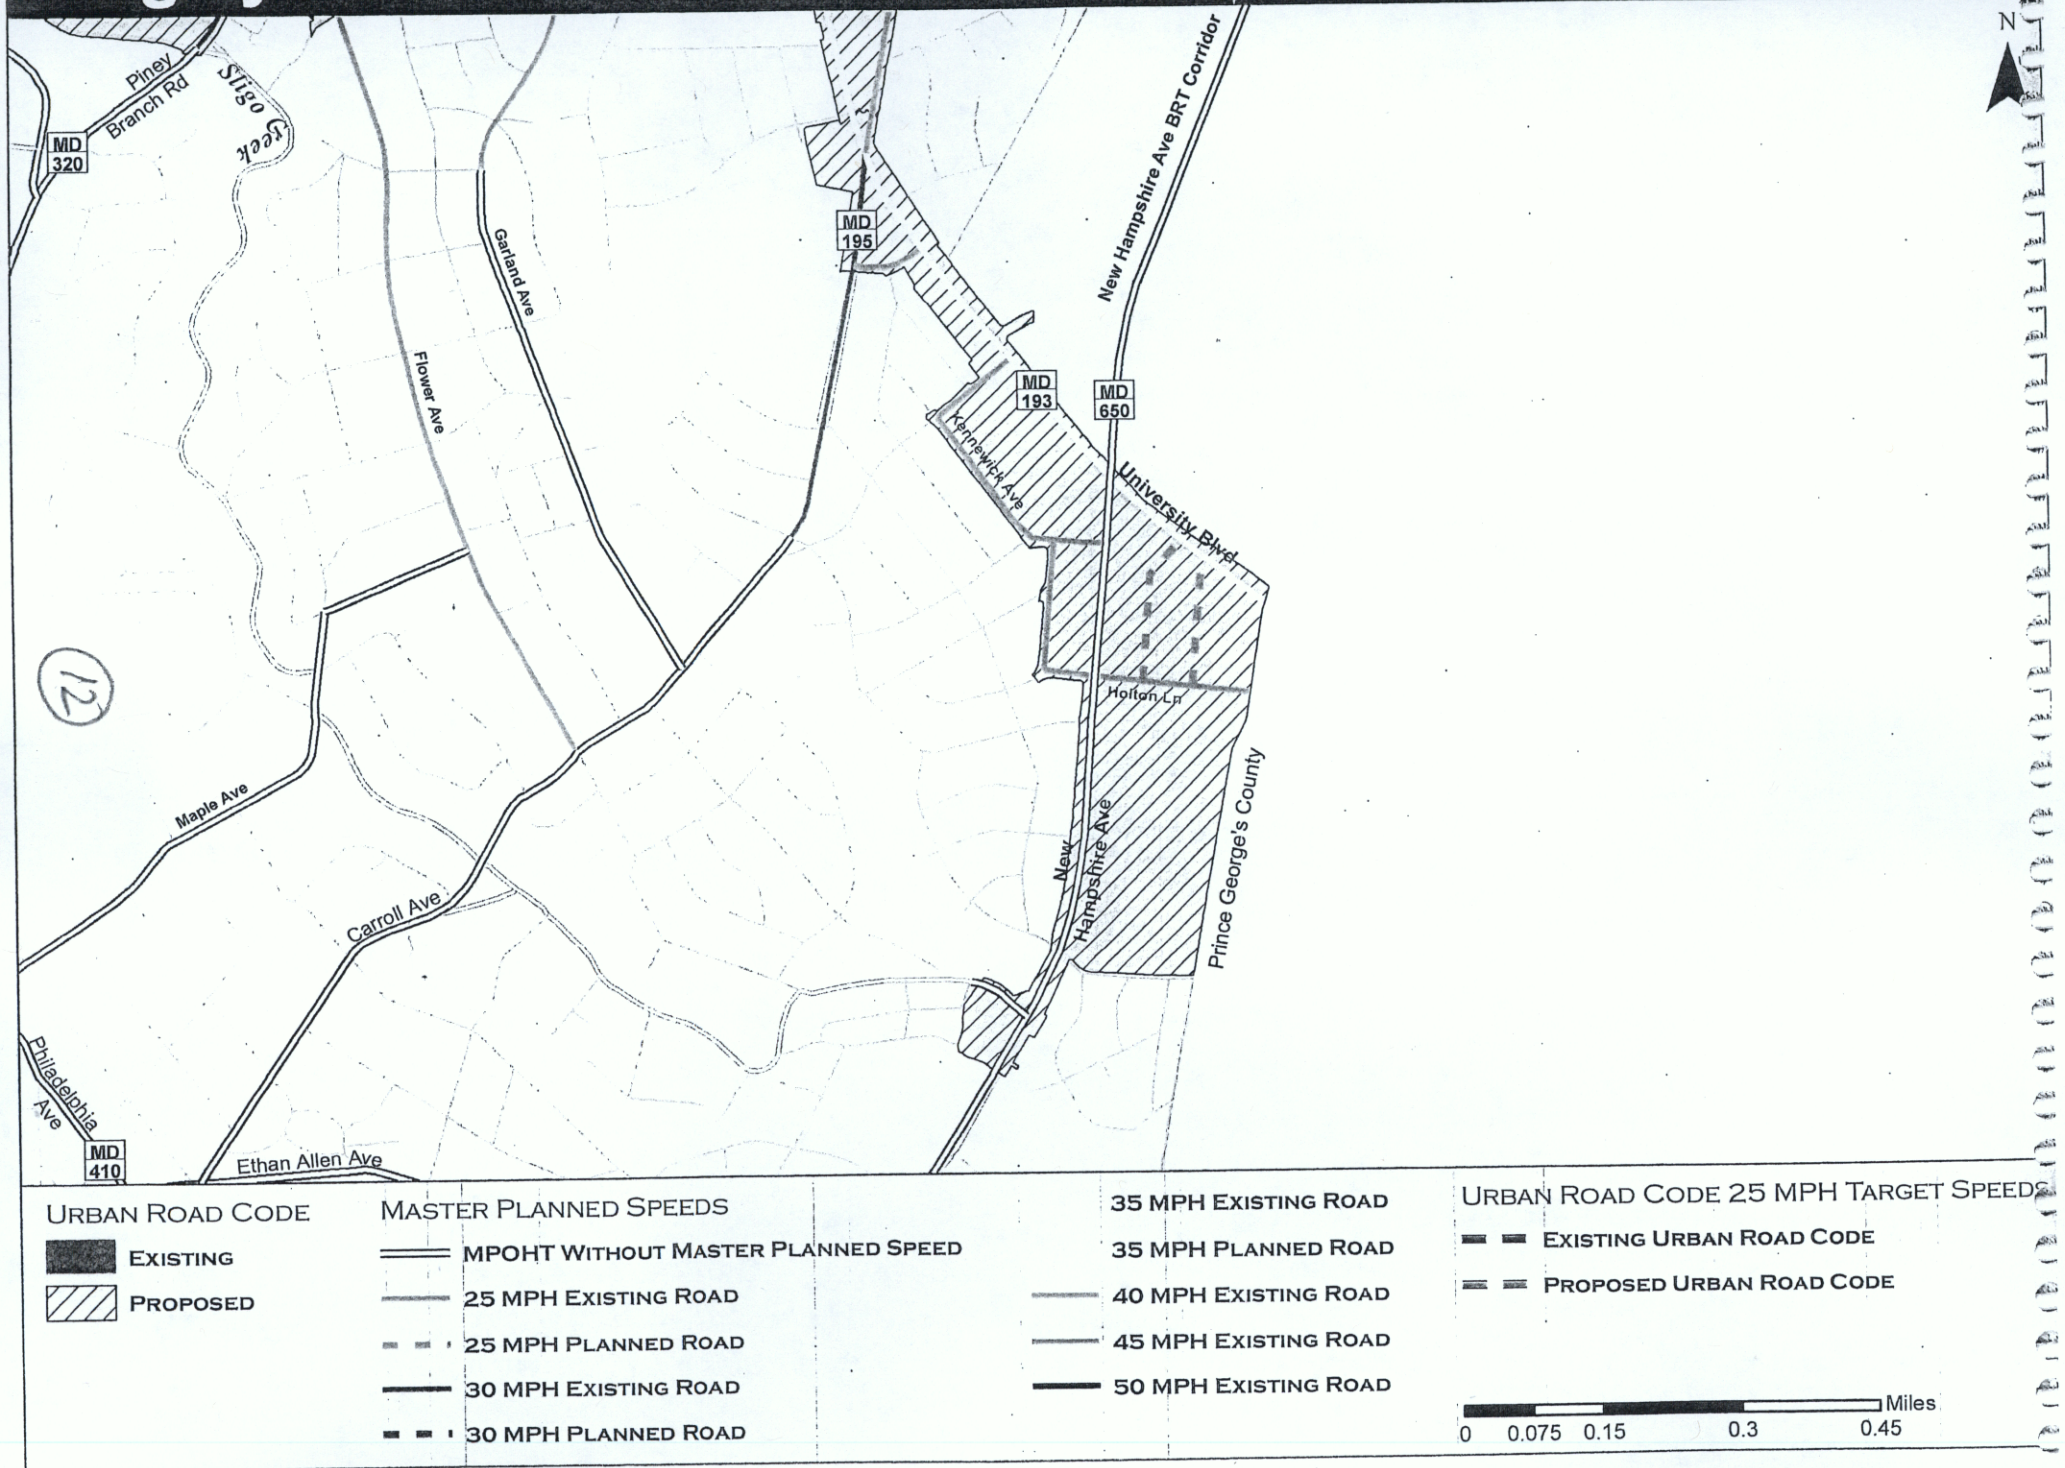 N
Piney
Branch Rd
Sligo Creek
MD
320
New Hampshire Ave BRT Corridor
MD
195
Garland Ave
Flower Ave
MD
193
MD
650
Kennewick Ave
University Blvd
Holton Ln
12
Maple Ave
Prince George's County
New
Hampshire Ave
Carroll Ave
Philadelphia
Ave
MD
410
Ethan Allen Ave
URBAN ROAD CODE
EXISTING
PROPOSED
MASTER PLANNED SPEEDS
MPOHT WITHOUT MASTER PLANNED SPEED
25 MPH EXISTING ROAD
25 MPH PLANNED ROAD
30 MPH EXISTING ROAD
30 MPH PLANNED ROAD
35 MPH EXISTING ROAD
35 MPH PLANNED ROAD
40 MPH EXISTING ROAD
45 MPH EXISTING ROAD
50 MPH EXISTING ROAD
URBAN ROAD CODE 25 MPH TARGET SPEEDS
EXISTING URBAN ROAD CODE
PROPOSED URBAN ROAD CODE
Miles
0 0.075 0.15 0.3 0.45